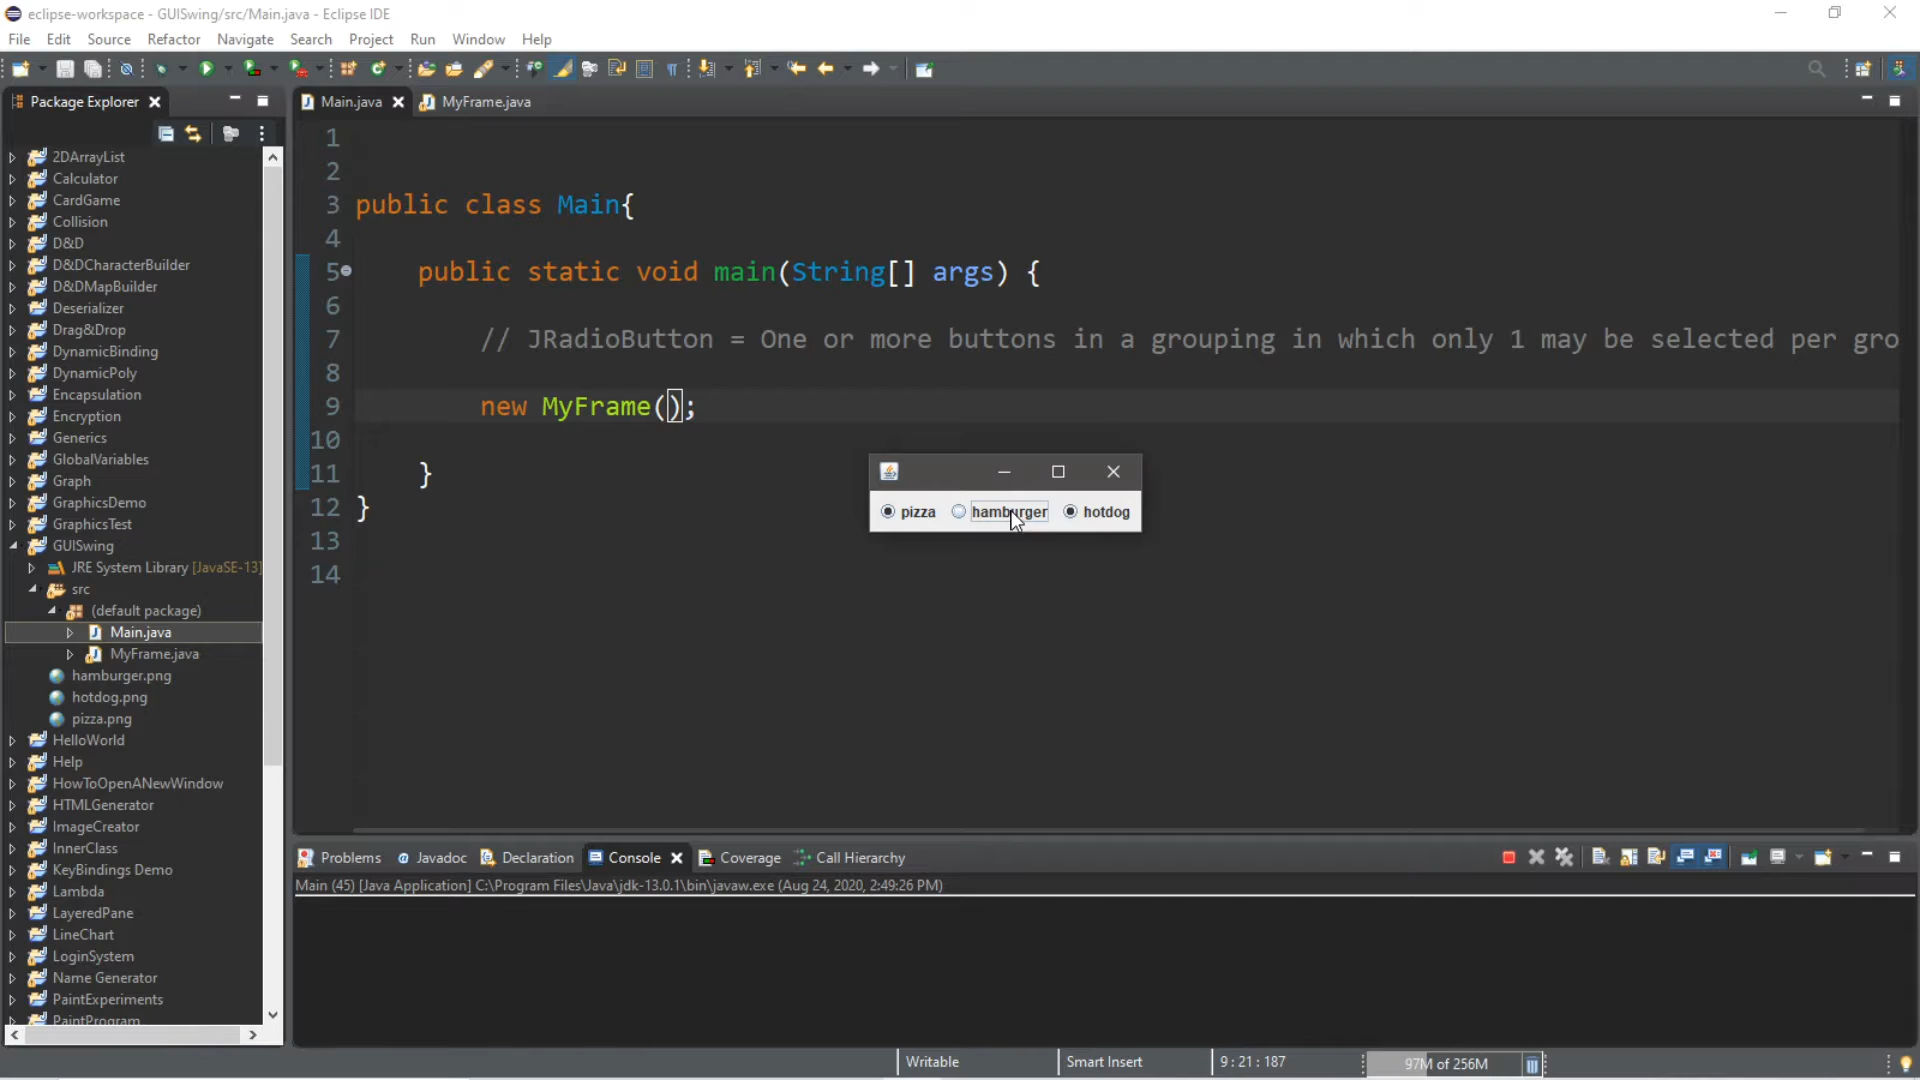 eclipse-workspace - GUISwing/src/Main.java - Eclipse IDE
File Edit Source Refactor Navigate Search Project Run Window Help
Package Explorer
Main.java
MyFrame.java
2DArrayList
Calculator
CardGame
Collision
D&D
D&DCharacterBuilder
D&DMapBuilder
Deserializer
Drag&Drop
DynamicBinding
DynamicPoly
Encapsulation
Encryption
Generics
GlobalVariables
Graph
GraphicsDemo
GraphicsTest
GUISwing
JRE System Library [JavaSE-13]
src
(default package)
Main.java
MyFrame.java
hamburger.png
hotdog.png
pizza.png
HelloWorld
Help
HowToOpenANewWindow
HTMLGenerator
ImageCreator
InnerClass
KeyBindings Demo
Lambda
LayeredPane
LineChart
LoginSystem
Name Generator
PaintExperiments
PaintProgram
1
2
3 public class Main{
4
5 public static void main(String[] args) {
6
7 // JRadioButton = One or more buttons in a grouping in which only 1 may be selected per gro
8
9 new MyFrame();
10
11 }
12 }
13
14
pizza hamburger hotdog
Problems @ Javadoc Declaration Console Coverage Call Hierarchy
Main (45) [Java Application] C:\Program Files\Java\jdk-13.0.1\bin\javaw.exe (Aug 24, 2020, 2:49:26 PM)
Writable Smart Insert 9 : 21 : 187 97M of 256M